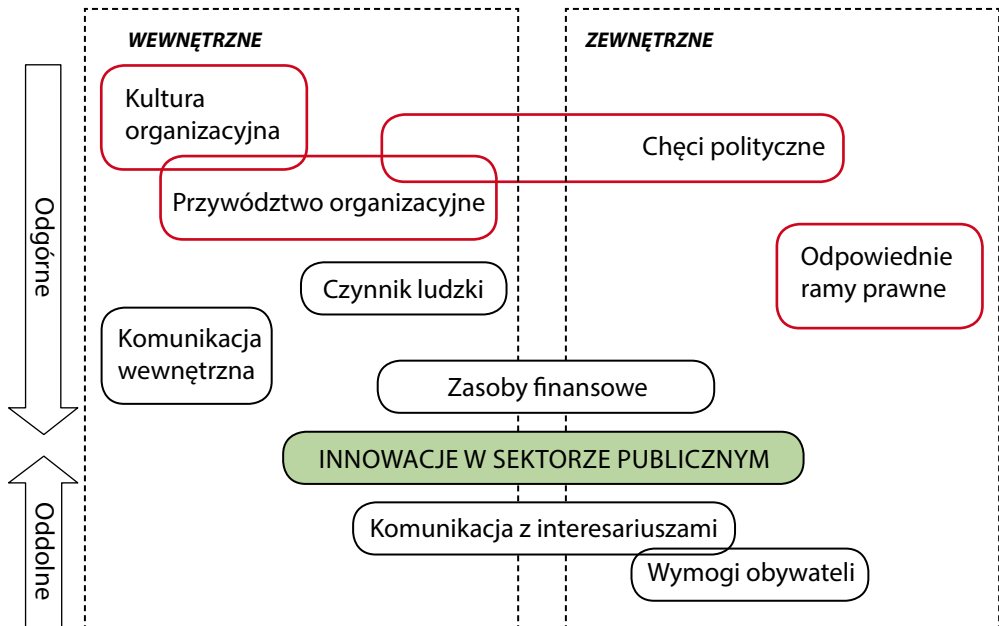 WEWNĘTRZNE
ZEWNĘTRZNE
Kultura
organizacyjna
Chęci polityczne
Przywództwo organizacyjne
Odgórne
Odpowiednie
ramy prawne
Czynnik ludzki
Komunikacja
wewnętrzna
Zasoby finansowe
INNOWACJE W SEKTORZE PUBLICZNYM
Oddolne
Komunikacja z interesariuszami
Wymogi obywateli